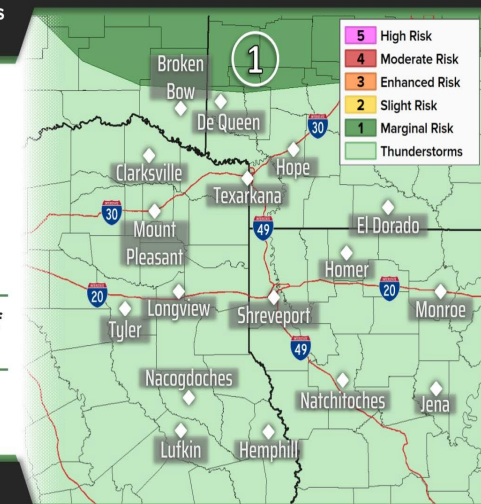 s
5 High Risk
4 Moderate Risk
3 Enhanced Risk
2 Slight Risk
1 Marginal Risk
Thunderstorms
1
Broken
Bow
De Queen
30
Clarksville
Hope
Texarkana
30
Mount
Pleasant
49
El Dorado
Homer
20
Longview
Tyler
Shreveport
20
Monroe
f
49
Nacogdoches
Natchitoches
Jena
Lufkin
Hemphill